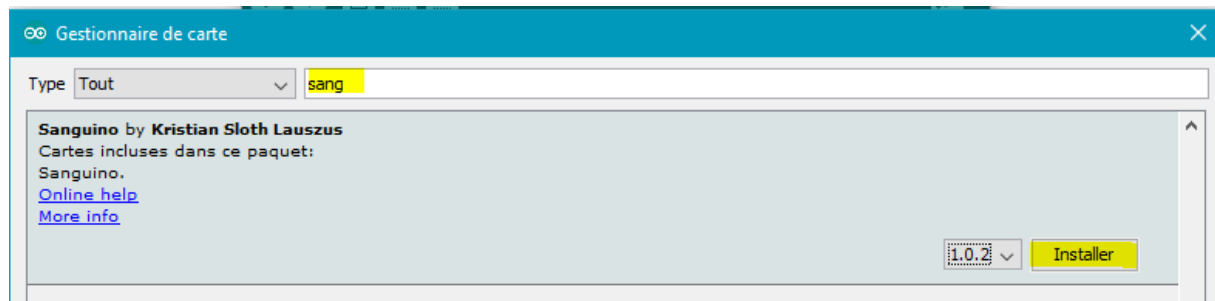 Gestionnaire de carte
Type Tout sang
Sanguino by Kristian Sloth Lauszus
Cartes incluses dans ce paquet:
Sanguino.
Online help
More info
1.0.2 Installer